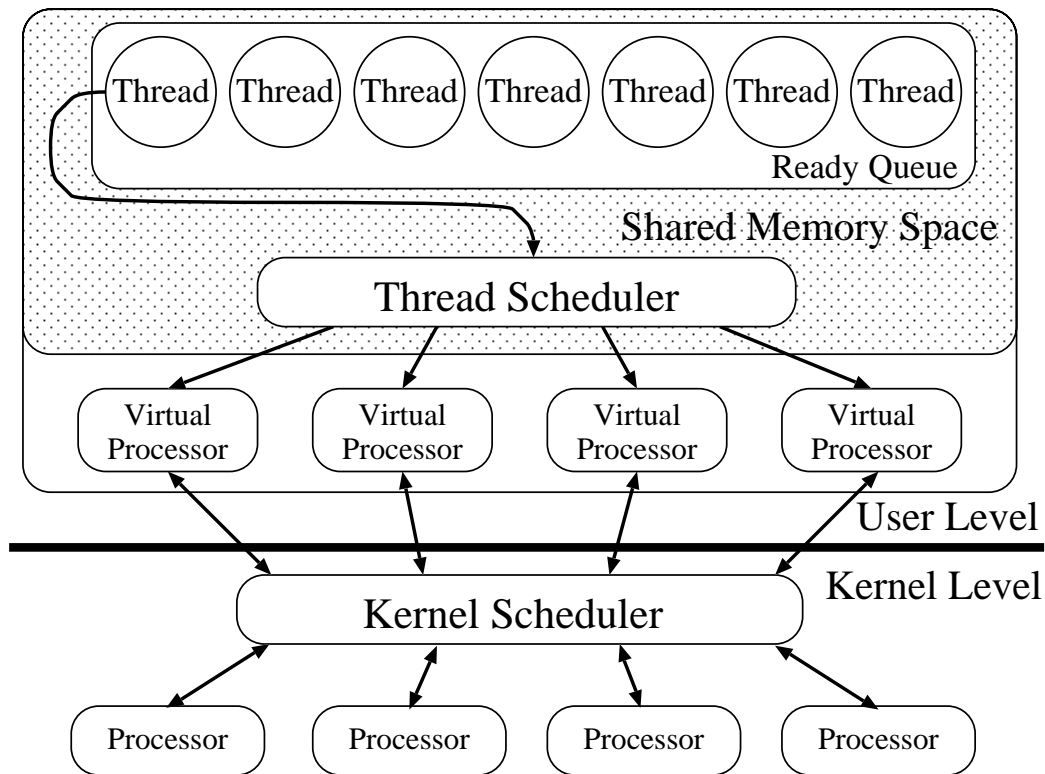 Thread Thread Thread Thread Thread Thread Thread
Ready Queue
Shared Memory Space
Thread Scheduler
Virtual Processor
Virtual Processor
Virtual Processor
Virtual Processor
User Level
Kernel Level
Kernel Scheduler
Processor Processor Processor Processor